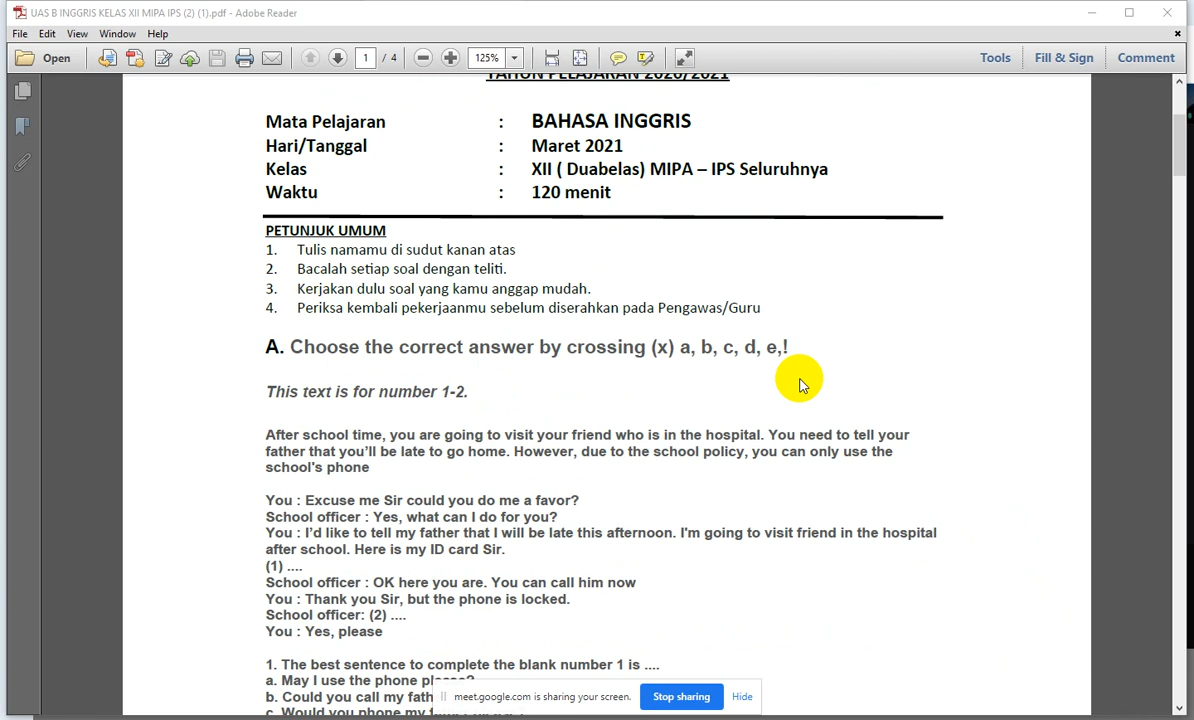 UAS B INGGRIS KELAS XII MIPA IPS (2) (1).pdf - Adobe Reader
File Edit View Window Help
Open 1 / 4 125% Tools Fill & Sign Comment
TAHUN PELAJARAN 2020/2021
Mata Pelajaran : BAHASA INGGRIS
Hari/Tanggal : Maret 2021
Kelas : XII ( Duabelas) MIPA – IPS Seluruhnya
Waktu : 120 menit
PETUNJUK UMUM
1. Tulis namamu di sudut kanan atas
2. Bacalah setiap soal dengan teliti.
3. Kerjakan dulu soal yang kamu anggap mudah.
4. Periksa kembali pekerjaanmu sebelum diserahkan pada Pengawas/Guru
A. Choose the correct answer by crossing (x) a, b, c, d, e,!
This text is for number 1-2.
After school time, you are going to visit your friend who is in the hospital. You need to tell your
father that you’ll be late to go home. However, due to the school policy, you can only use the
school's phone
You : Excuse me Sir could you do me a favor?
School officer : Yes, what can I do for you?
You : I’d like to tell my father that I will be late this afternoon. I'm going to visit friend in the hospital
after school. Here is my ID card Sir.
(1) ....
School officer : OK here you are. You can call him now
You : Thank you Sir, but the phone is locked.
School officer: (2) ....
You : Yes, please
1. The best sentence to complete the blank number 1 is ....
a. May I use the phone
b. Could you call my
c. Would you phone my
meet.google.com is sharing your screen. Stop sharing Hide